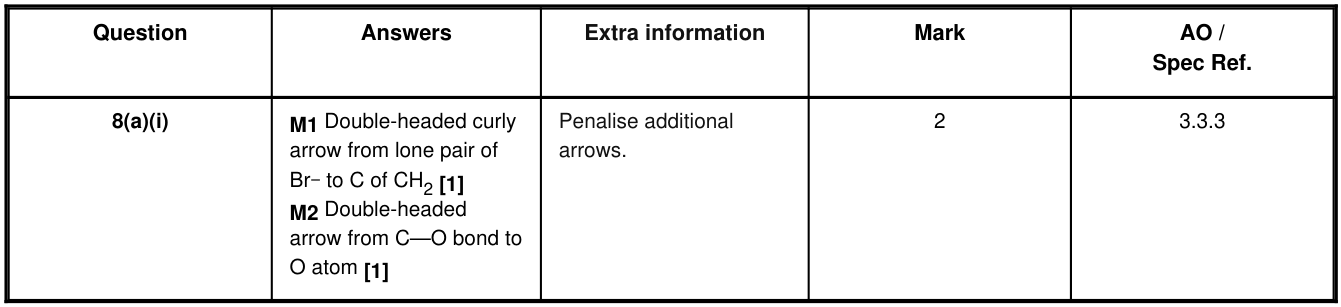 Question Answers Extra information Mark AO /
Spec Ref.
8(a)(i) M1 Double-headed curly Penalise additional 2 3.3.3
arrow from lone pair of arrows.
Br– to C of CH2 [1]
M2 Double-headed
arrow from C—O bond to
O atom [1]